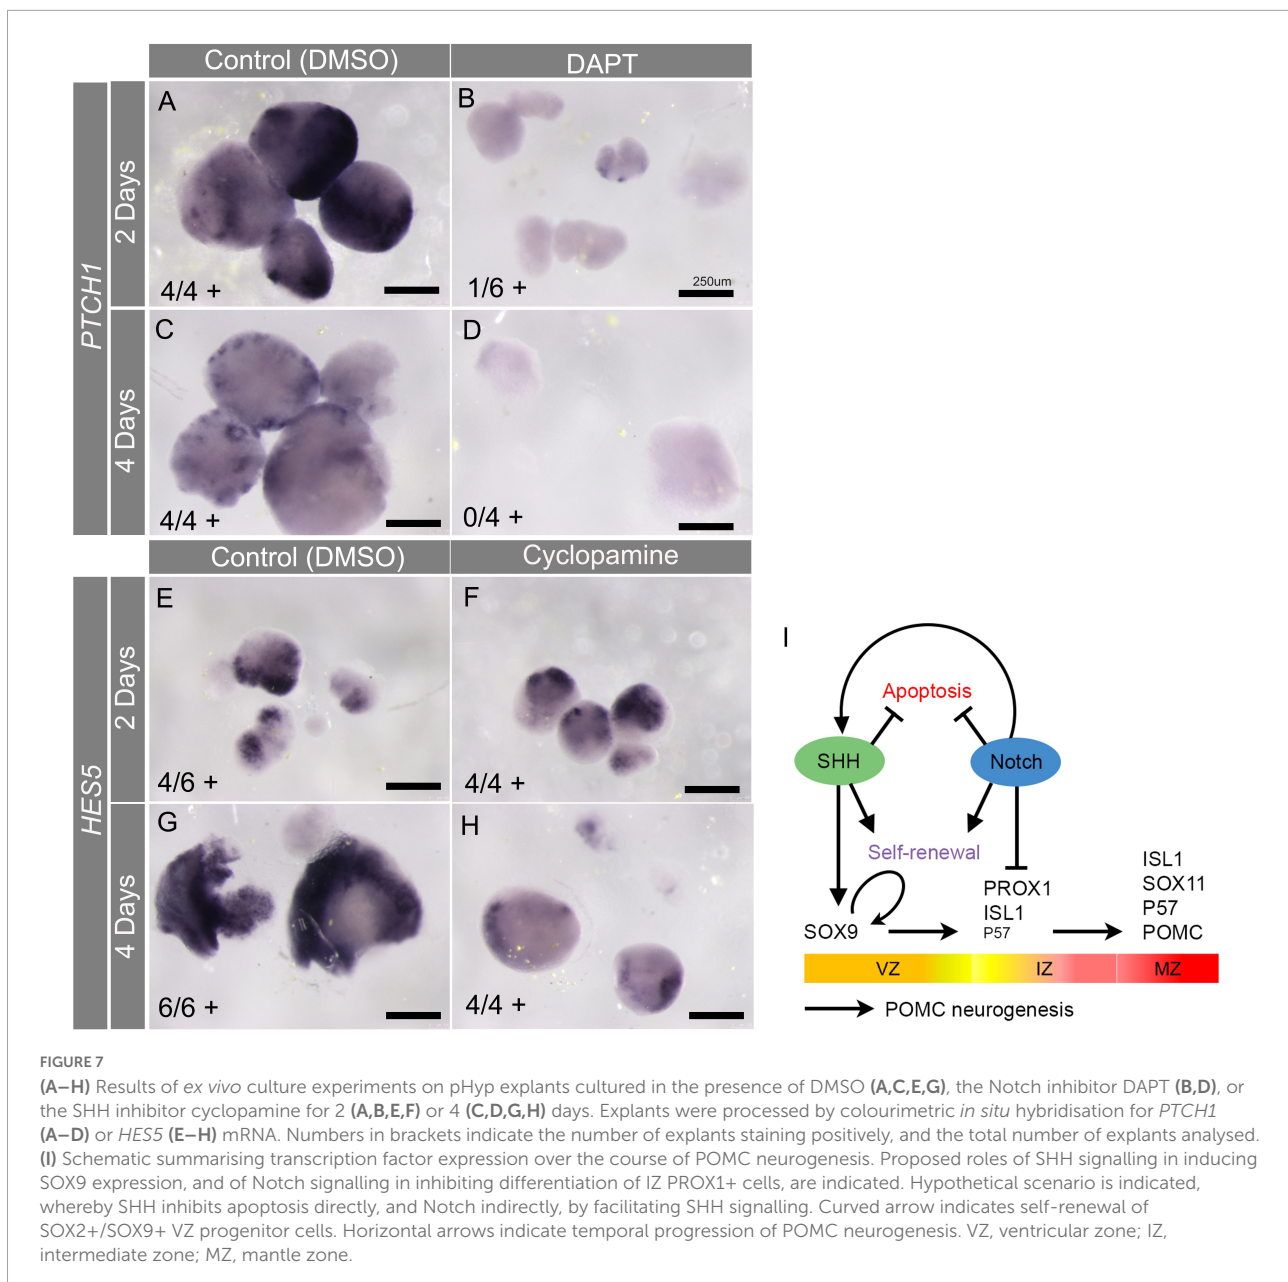 Control (DMSO)
DAPT
PTCH1
2 Days
A
4/4 +
B
1/6 +
250um
4 Days
C
4/4 +
D
0/4 +
Control (DMSO)
Cyclopamine
HES5
2 Days
E
4/6 +
F
4/4 +
4 Days
G
6/6 +
H
4/4 +
I
Apoptosis
SHH
Notch
Self-renewal
SOX9
PROX1
ISL1
P57
ISL1
SOX11
P57
POMC
VZ
IZ
MZ
POMC neurogenesis
FIGURE 7
(A–H) Results of ex vivo culture experiments on pHyp explants cultured in the presence of DMSO (A,C,E,G), the Notch inhibitor DAPT (B,D), or
the SHH inhibitor cyclopamine for 2 (A,B,E,F) or 4 (C,D,G,H) days. Explants were processed by colourimetric in situ hybridisation for PTCH1
(A–D) or HES5 (E–H) mRNA. Numbers in brackets indicate the number of explants staining positively, and the total number of explants analysed.
(I) Schematic summarising transcription factor expression over the course of POMC neurogenesis. Proposed roles of SHH signalling in inducing
SOX9 expression, and of Notch signalling in inhibiting differentiation of IZ PROX1+ cells, are indicated. Hypothetical scenario is indicated,
whereby SHH inhibits apoptosis directly, and Notch indirectly, by facilitating SHH signalling. Curved arrow indicates self-renewal of
SOX2+/SOX9+ VZ progenitor cells. Horizontal arrows indicate temporal progression of POMC neurogenesis. VZ, ventricular zone; IZ,
intermediate zone; MZ, mantle zone.